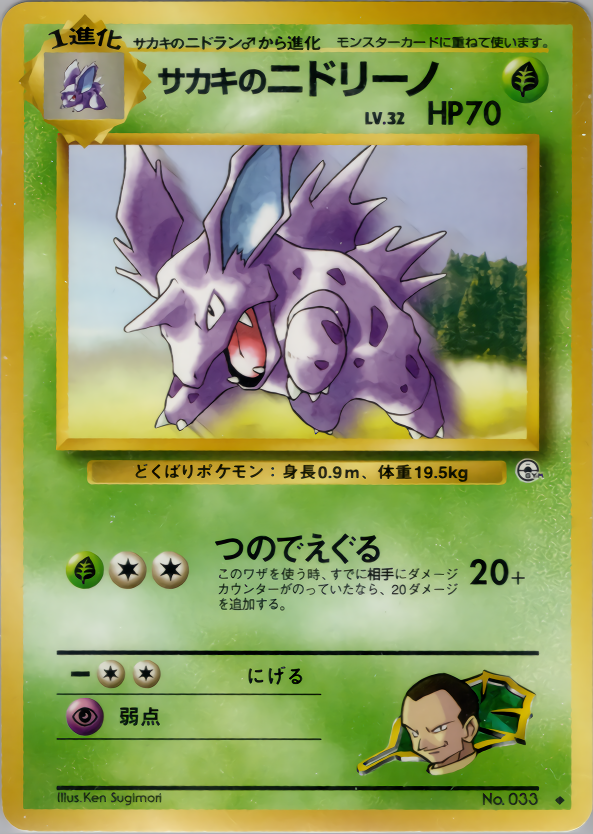 1進化
サカキのニドラン♂から進化 モンスターカードに重ねて使います。
サカキのニドリーノ
LV.32 HP70
どくばりポケモン：身長0.9m、体重19.5kg
GYM
つのでえぐる
このワザを使う時、すでに相手にダメージ
カウンターがのっていたなら、20ダメージ
を追加する。
20+
ー にげる
弱点
Illus.Ken Sugimori No. 033 ◆